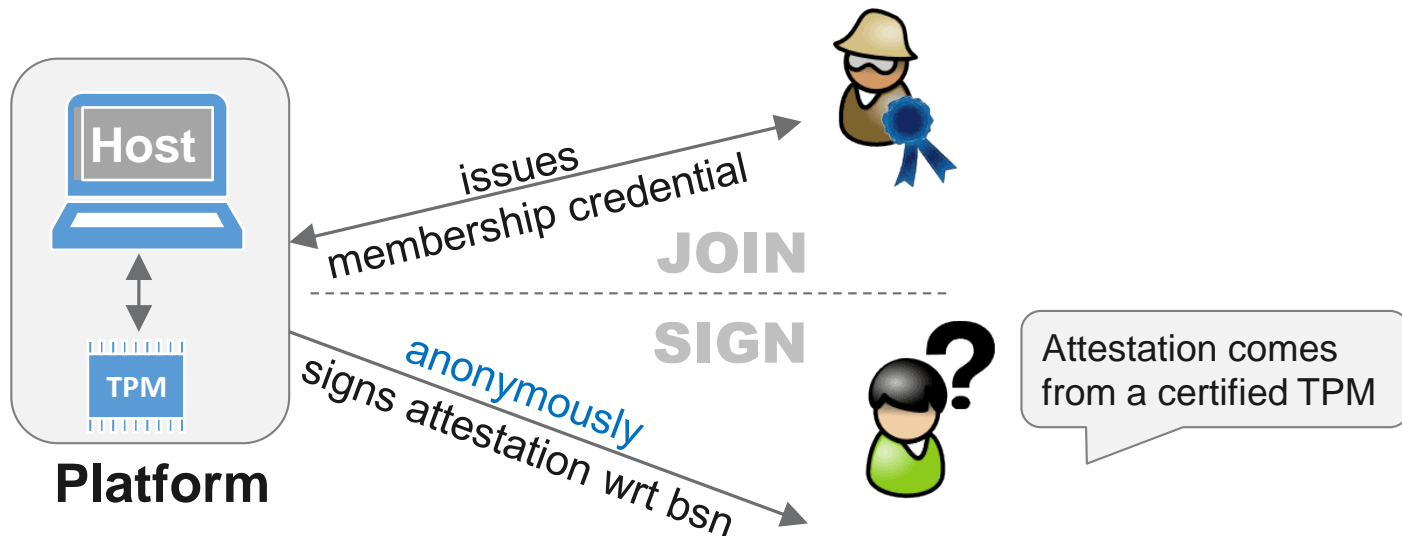 Host
TPM
Platform
issues
membership credential
JOIN
SIGN
anonymously
signs attestation wrt bsn
?
Attestation comes
from a certified TPM